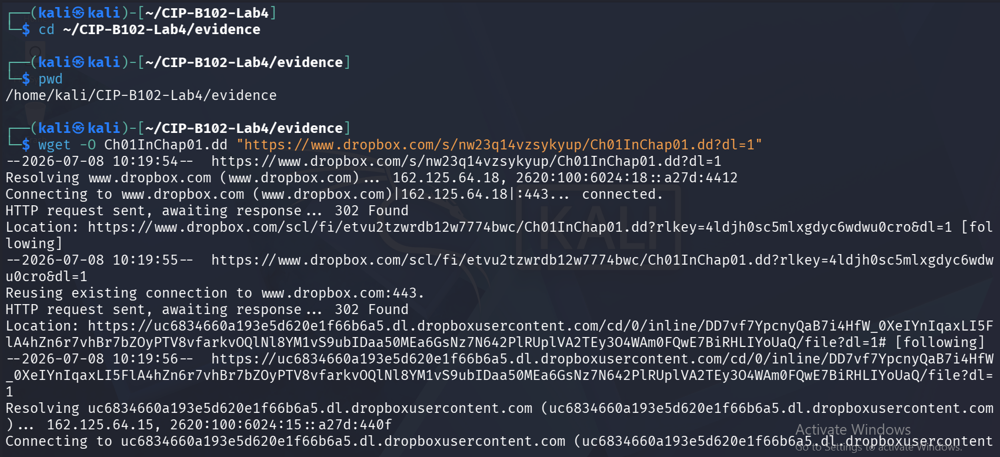 ┌──(kali㉿kali)-[~/CIP-B102-Lab4]
└─$ cd ~/CIP-B102-Lab4/evidence
┌──(kali㉿kali)-[~/CIP-B102-Lab4/evidence]
└─$ pwd
/home/kali/CIP-B102-Lab4/evidence
┌──(kali㉿kali)-[~/CIP-B102-Lab4/evidence]
└─$ wget -O Ch01InChap01.dd "https://www.dropbox.com/s/nw23q14vzsykyup/Ch01InChap01.dd?dl=1"
--2026-07-08 10:19:54--  https://www.dropbox.com/s/nw23q14vzsykyup/Ch01InChap01.dd?dl=1
Resolving www.dropbox.com (www.dropbox.com)... 162.125.64.18, 2620:100:6024:18::a27d:4412
Connecting to www.dropbox.com (www.dropbox.com)|162.125.64.18|:443... connected.
HTTP request sent, awaiting response... 302 Found
Location: https://www.dropbox.com/scl/fi/etvu2tzwrdb12w7774bwc/Ch01InChap01.dd?rlkey=4ldjh0sc5mlxgdyc6wdwu0cro&dl=1 [fol
lowing]
--2026-07-08 10:19:55--  https://www.dropbox.com/scl/fi/etvu2tzwrdb12w7774bwc/Ch01InChap01.dd?rlkey=4ldjh0sc5mlxgdyc6wdw
u0cro&dl=1
Reusing existing connection to www.dropbox.com:443.
HTTP request sent, awaiting response... 302 Found
Location: https://uc6834660a193e5d620e1f66b6a5.dl.dropboxusercontent.com/cd/0/inline/DD7vf7YpcnyQaB7i4HfW_0XeIYnIqaxLI5F
lA4hZn6r7vhBr7bZOyPTV8vfarkvOQlNl8YM1vS9ubIDaa50MEa6GsNz7N642PlRUplVA2TEy3O4WAm0FQwE7BiRHLIYoUaQ/file?dl=1# [following]
--2026-07-08 10:19:56--  https://uc6834660a193e5d620e1f66b6a5.dl.dropboxusercontent.com/cd/0/inline/DD7vf7YpcnyQaB7i4HfW
_0XeIYnIqaxLI5FlA4hZn6r7vhBr7bZOyPTV8vfarkvOQlNl8YM1vS9ubIDaa50MEa6GsNz7N642PlRUplVA2TEy3O4WAm0FQwE7BiRHLIYoUaQ/file?dl=
1
Resolving uc6834660a193e5d620e1f66b6a5.dl.dropboxusercontent.com (uc6834660a193e5d620e1f66b6a5.dl.dropboxusercontent.com
)... 162.125.64.15, 2620:100:6024:15::a27d:440f
Connecting to uc6834660a193e5d620e1f66b6a5.dl.dropboxusercontent.com (uc6834660a193e5d620e1f66b6a5.dl.dropboxusercontent
KALI
Activate Windows
Go to Settings to activate Windows.